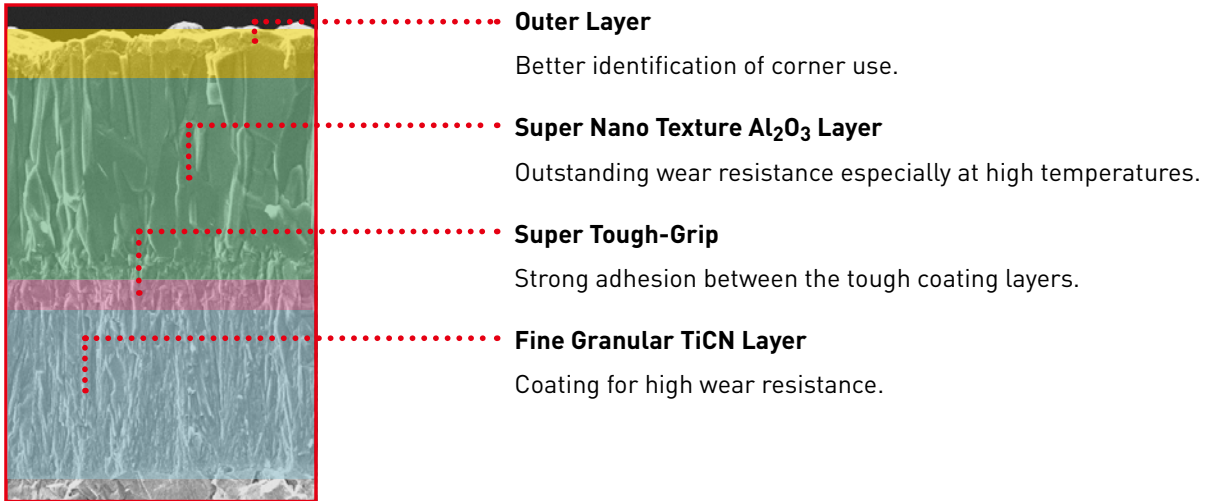 Outer Layer
Better identification of corner use.
Super Nano Texture Al₂O₃ Layer
Outstanding wear resistance especially at high temperatures.
Super Tough-Grip
Strong adhesion between the tough coating layers.
Fine Granular TiCN Layer
Coating for high wear resistance.